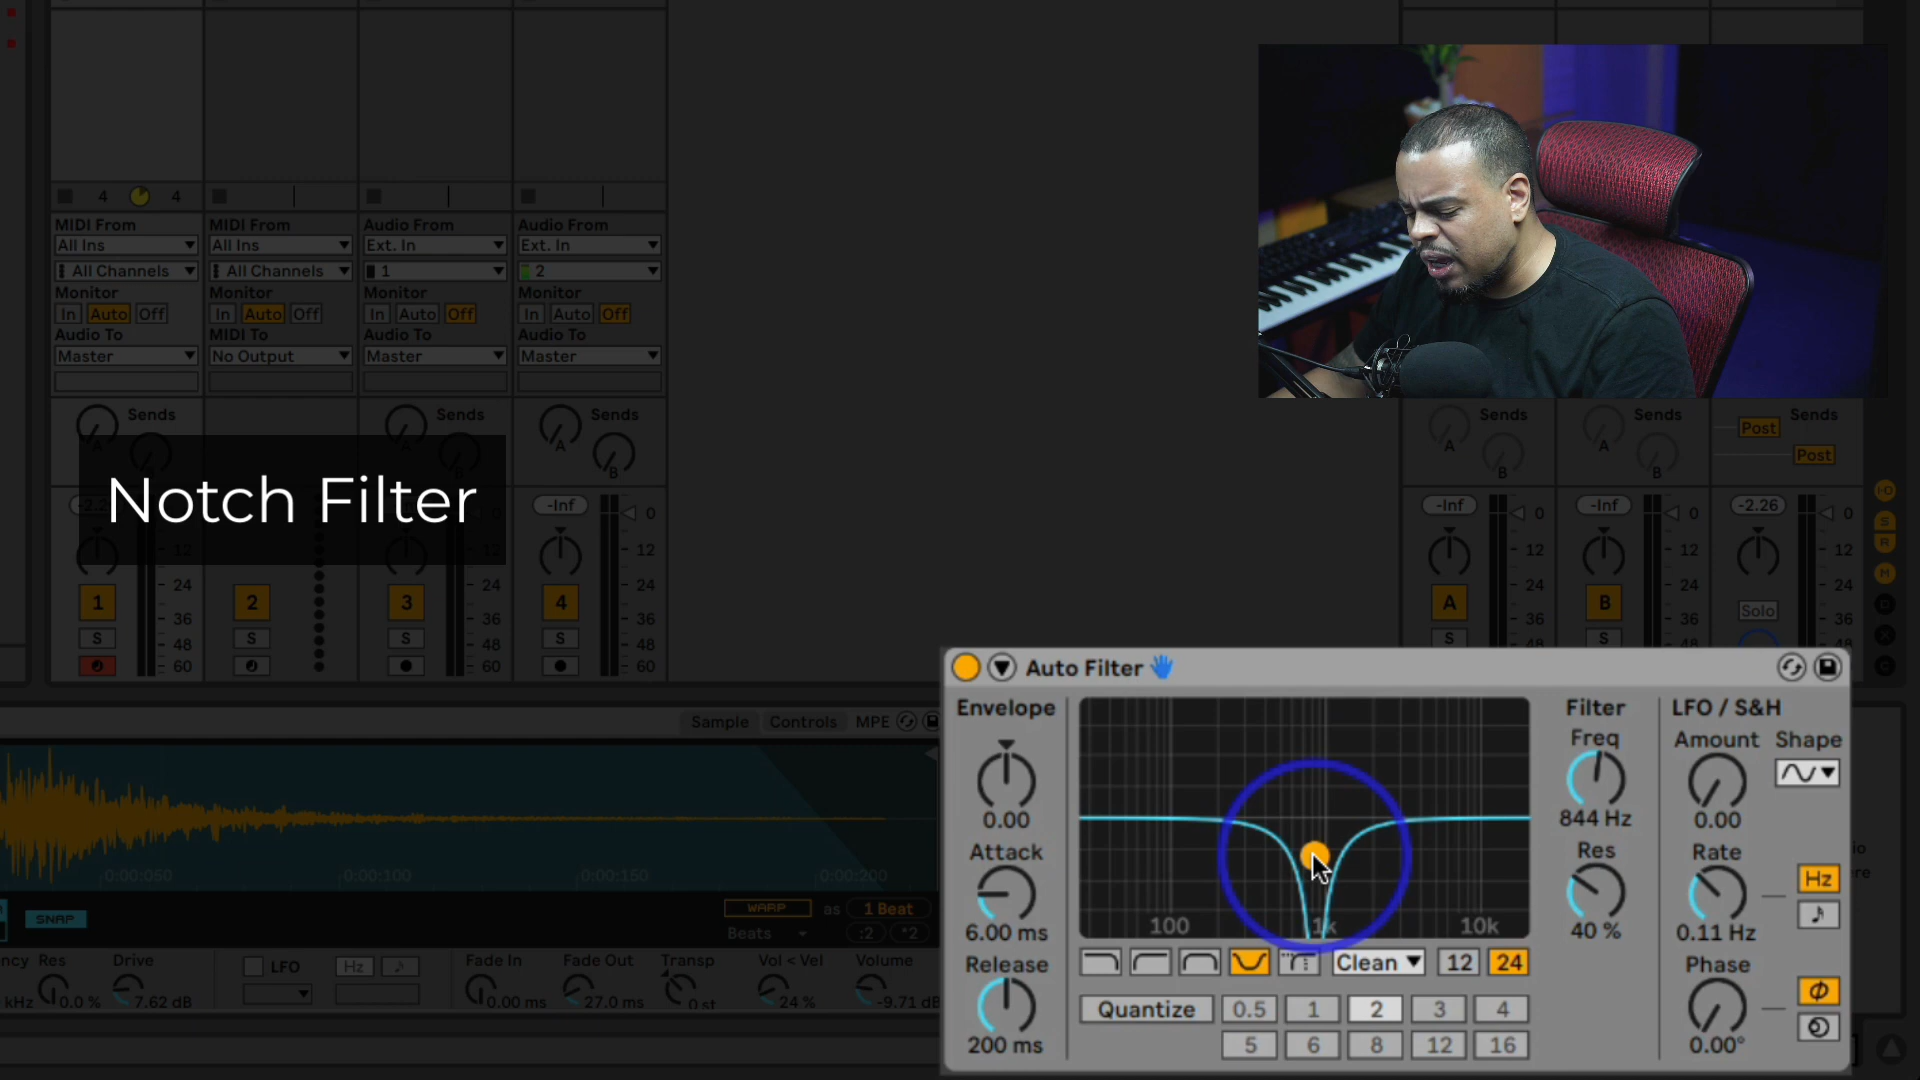 4 4
MIDI From MIDI From Audio From Audio From
All Ins All Ins Ext. In Ext. In
All Channels All Channels 1 2
Monitor Monitor Monitor Monitor
In Auto Off In Auto Off In Auto Off In Auto Off
Audio To MIDI To Audio To Audio To
Master No Output Master Master
Sends Sends Sends Sends Sends Sends
A A A A Post
B B B B Post
Notch Filter
-Inf 0 -Inf 0 -Inf 0 -2.26 0
12 12 12 12 12 12
24 24 24 24 24 24
1 2 3 4 A B Solo
36 36 36 36 36 36
S S S S S S
48 48 48 48 48 48
60 60 60
Auto Filter
Sample Controls MPE
Envelope Filter LFO / S&H
Freq Amount Shape
0.00 844 Hz 0.00
Attack Res Rate
Hz
6.00 ms 40 % 0.11 Hz
100 1k 10k
0:00:050 0:00:100 0:00:150 0:00:200
SNAP WARP as 1 Beat
Beats :2 *2
Release Clean 12 24 Phase
Res Drive LFO Hz Fade In Fade Out Transp Vol < Vel Volume
kHz 0.0 % 7.62 dB 0.00 ms 27.0 ms 0 st 24 % -9.71 dB
Quantize 0.5 1 2 3 4
200 ms 5 6 8 12 16 0.00°